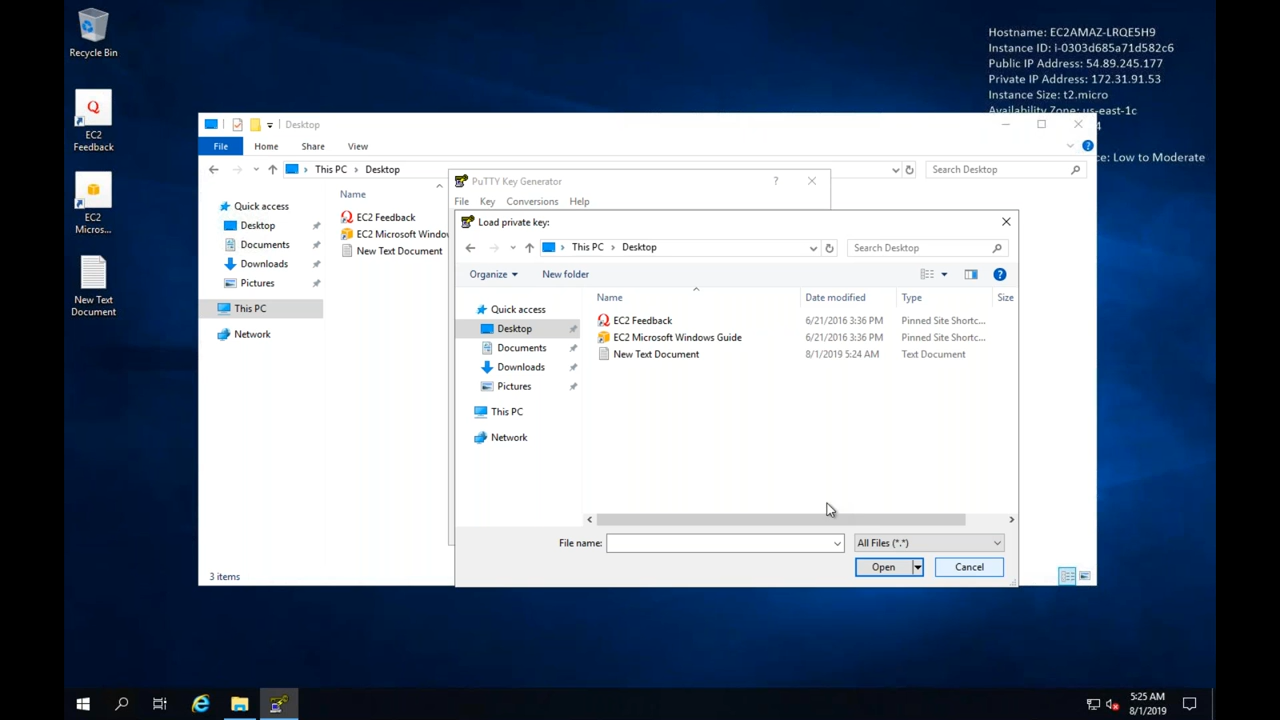 Recycle Bin
EC2
Feedback
EC2
Micros...
New Text
Document
Hostname: EC2AMAZ-LRQE5H9
Instance ID: i-0303d685a71d582c6
Public IP Address: 54.89.245.177
Private IP Address: 172.31.91.53
Instance Size: t2.micro
Availability Zone: us-east-1c
4
ce: Low to Moderate
Desktop
File Home Share View
This PC Desktop
Search Desktop
Quick access
Desktop
Documents
Downloads
Pictures
This PC
Network
Name
EC2 Feedback
EC2 Microsoft Windo
New Text Document
3 items
PuTTY Key Generator
?
File Key Conversions Help
Load private key:
This PC Desktop
Search Desktop
Organize New folder
Quick access
Desktop
Documents
Downloads
Pictures
This PC
Network
Name Date modified Type Size
EC2 Feedback 6/21/2016 3:36 PM Pinned Site Shortc...
EC2 Microsoft Windows Guide 6/21/2016 3:36 PM Pinned Site Shortc...
New Text Document 8/1/2019 5:24 AM Text Document
File name: All Files (*.*)
Open Cancel
5:25 AM
8/1/2019